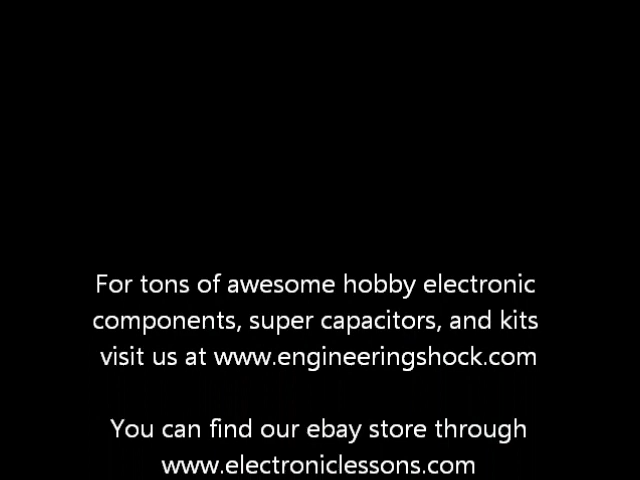 For tons of awesome hobby electronic
components, super capacitors, and kits
visit us at www.engineeringshock.com
You can find our ebay store through
www.electroniclessons.com